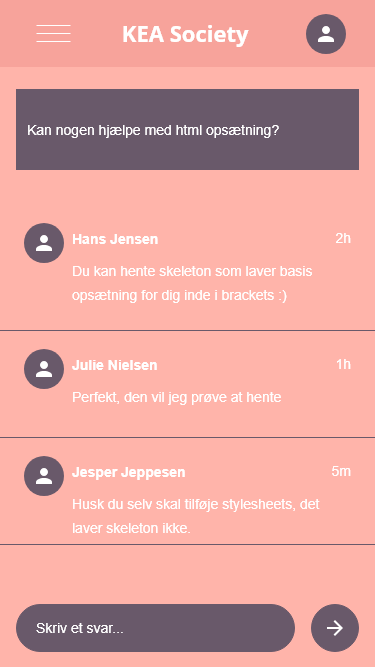 KEA Society
Kan nogen hjælpe med html opsætning?
Hans Jensen 2h
Du kan hente skeleton som laver basis
opsætning for dig inde i brackets :)
Julie Nielsen 1h
Perfekt, den vil jeg prøve at hente
Jesper Jeppesen 5m
Husk du selv skal tilføje stylesheets, det
laver skeleton ikke.
Skriv et svar...